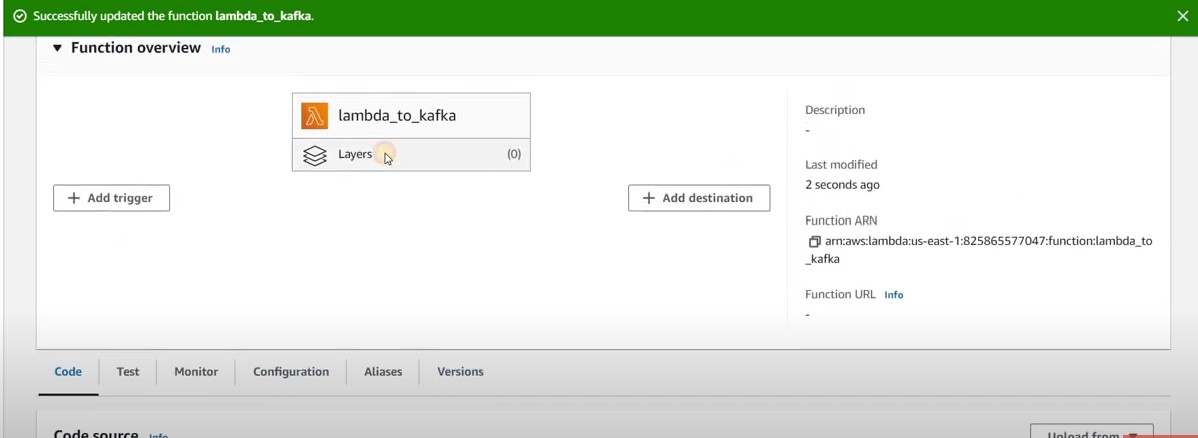 Successfully updated the function lambda_to_kafka.
▼ Function overview Info
lambda_to_kafka
Layers (0)
+ Add trigger
+ Add destination
Description
-
Last modified
2 seconds ago
Function ARN
arn:aws:lambda:us-east-1:825865577047:function:lambda_to
_kafka
Function URL Info
-
Code Test Monitor Configuration Aliases Versions
Code source Info
Upload from